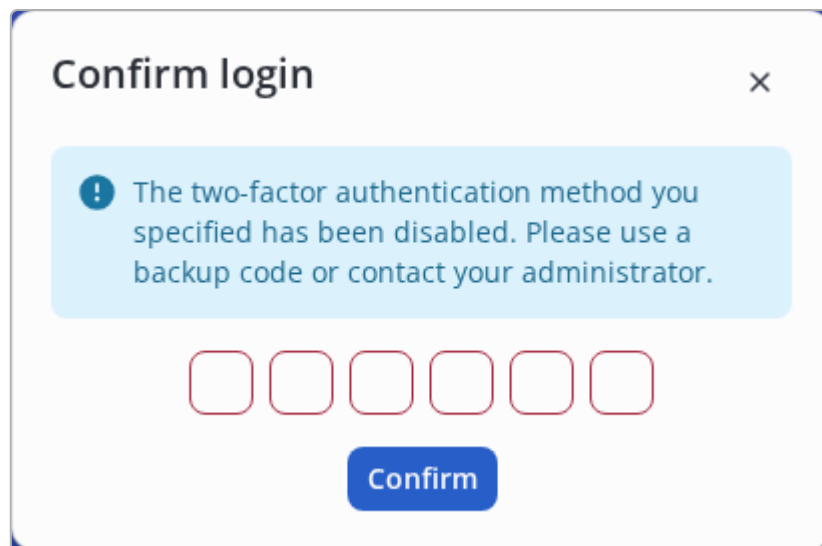 Confirm login
The two-factor authentication method you
specified has been disabled. Please use a
backup code or contact your administrator.
Confirm